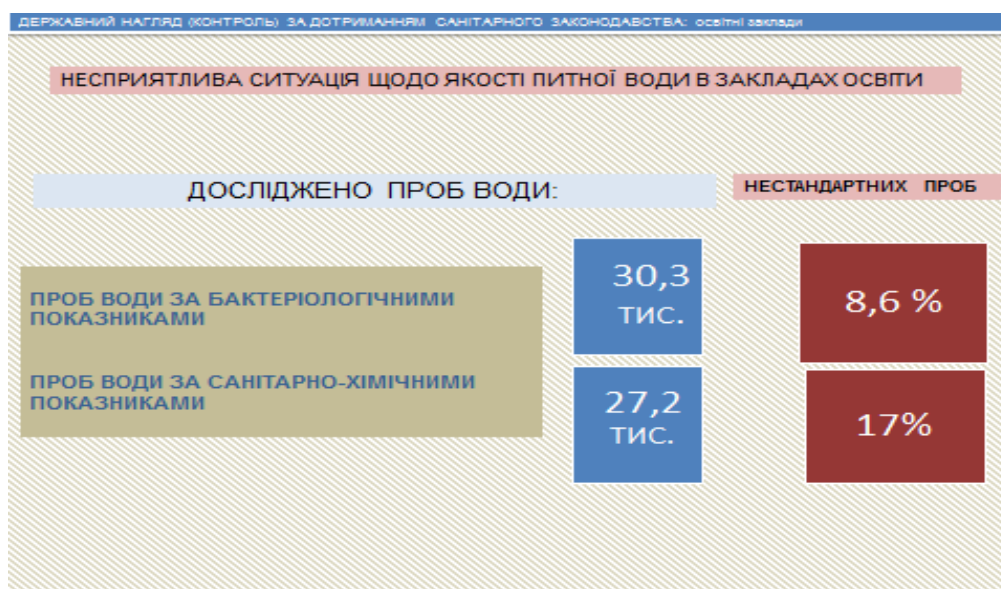 ДЕРЖАВНИЙ НАГЛЯД (КОНТРОЛЬ) ЗА ДОТРИМАННЯМ САНІТАРНОГО ЗАКОНОДАВСТВА: освітні заклади
НЕСПРИЯТЛИВА СИТУАЦІЯ ЩОДО ЯКОСТІ ПИТНОЇ ВОДИ В ЗАКЛАДАХ ОСВІТИ
ДОСЛІДЖЕНО ПРОБ ВОДИ:
НЕСТАНДАРТНИХ ПРОБ
ПРОБ ВОДИ ЗА БАКТЕРІОЛОГІЧНИМИ
ПОКАЗНИКАМИ
30,3
тис.
8,6 %
ПРОБ ВОДИ ЗА САНІТАРНО-ХІМІЧНИМИ
ПОКАЗНИКАМИ
27,2
тис.
17%